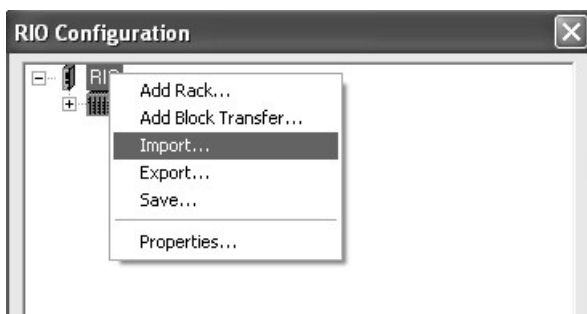 RIO Configuration
RIO
Add Rack...
Add Block Transfer...
Import...
Export...
Save...
Properties...